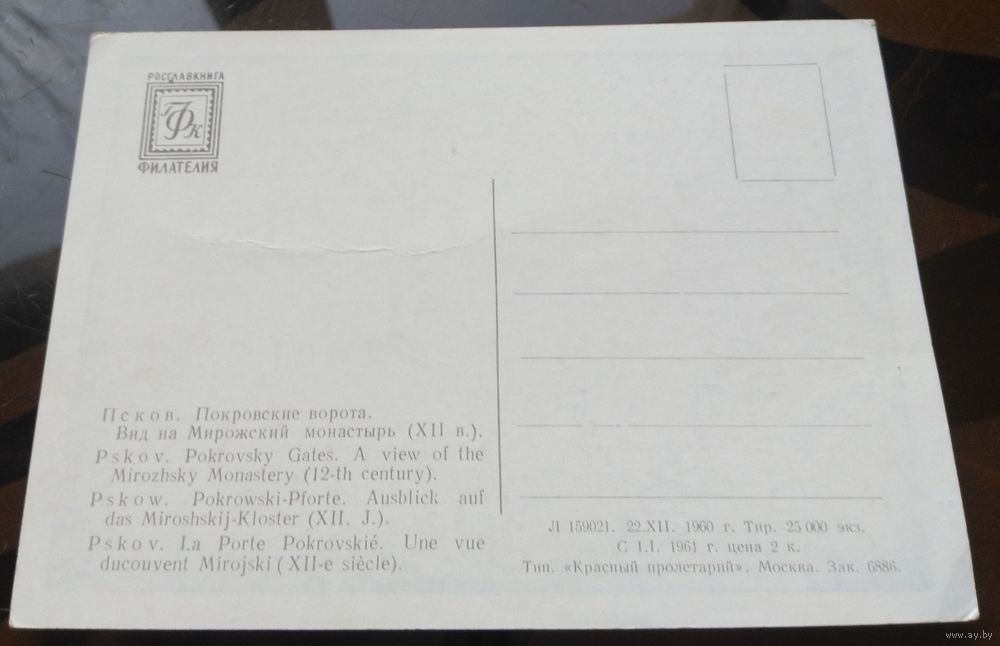 РОСГЛАВКНИГА
ПФК
ФИЛАТЕЛИЯ
Псков. Покровские ворота.
Вид на Мирожский монастырь (XII в.).
Pskov. Pokrovsky Gates. A view of the
Mirozhsky Monastery (12-th century).
Pskow. Pokrowski-Pforte. Ausblick auf
das Miroshskij-Kloster (XII. J.).
Pskov. La Porte Pokrovskié. Une vue
ducouvent Mirojski (XII-e siècle).
Л 159021. 22.XII. 1960 г. Тир. 25 000 экз.
С I.I. 1961 г. цена 2 к.
Тип. «Красный пролетарий». Москва. Зак. 6886.
www.ay.by